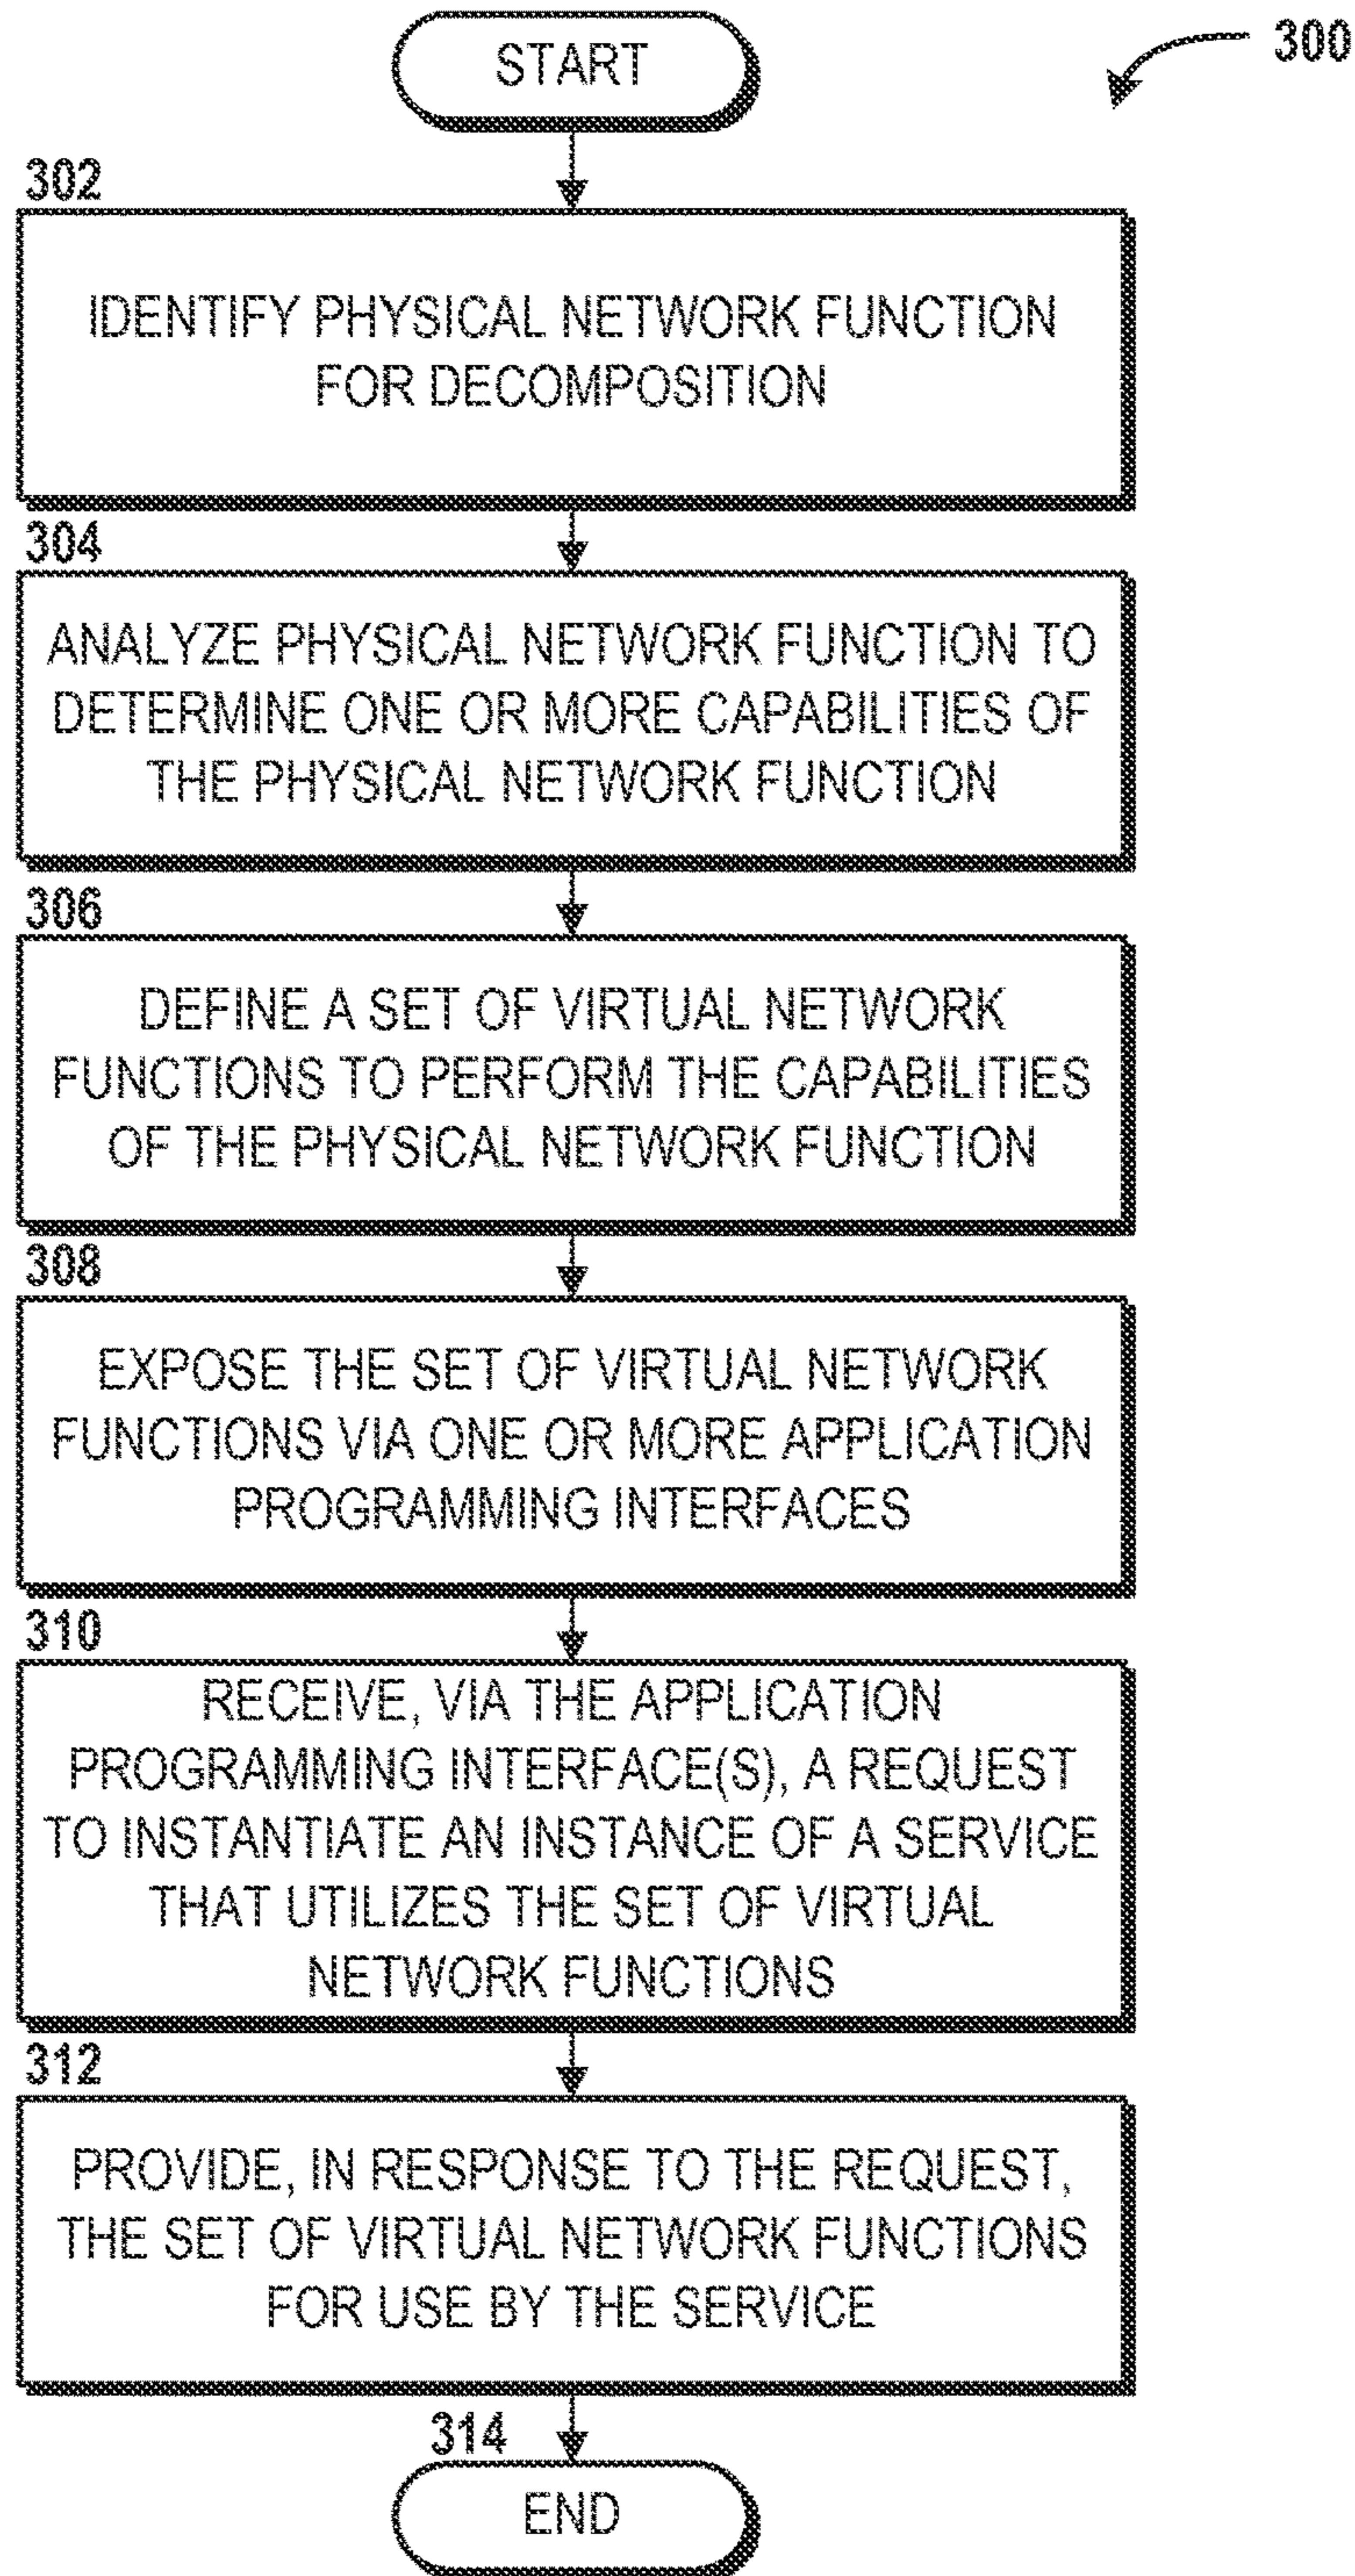 START
300
302
IDENTIFY PHYSICAL NETWORK FUNCTION
FOR DECOMPOSITION
304
ANALYZE PHYSICAL NETWORK FUNCTION TO
DETERMINE ONE OR MORE CAPABILITIES OF
THE PHYSICAL NETWORK FUNCTION
306
DEFINE A SET OF VIRTUAL NETWORK
FUNCTIONS TO PERFORM THE CAPABILITIES
OF THE PHYSICAL NETWORK FUNCTION
308
EXPOSE THE SET OF VIRTUAL NETWORK
FUNCTIONS VIA ONE OR MORE APPLICATION
PROGRAMMING INTERFACES
310
RECEIVE, VIA THE APPLICATION
PROGRAMMING INTERFACE(S), A REQUEST
TO INSTANTIATE AN INSTANCE OF A SERVICE
THAT UTILIZES THE SET OF VIRTUAL
NETWORK FUNCTIONS
312
PROVIDE, IN RESPONSE TO THE REQUEST,
THE SET OF VIRTUAL NETWORK FUNCTIONS
FOR USE BY THE SERVICE
314
END